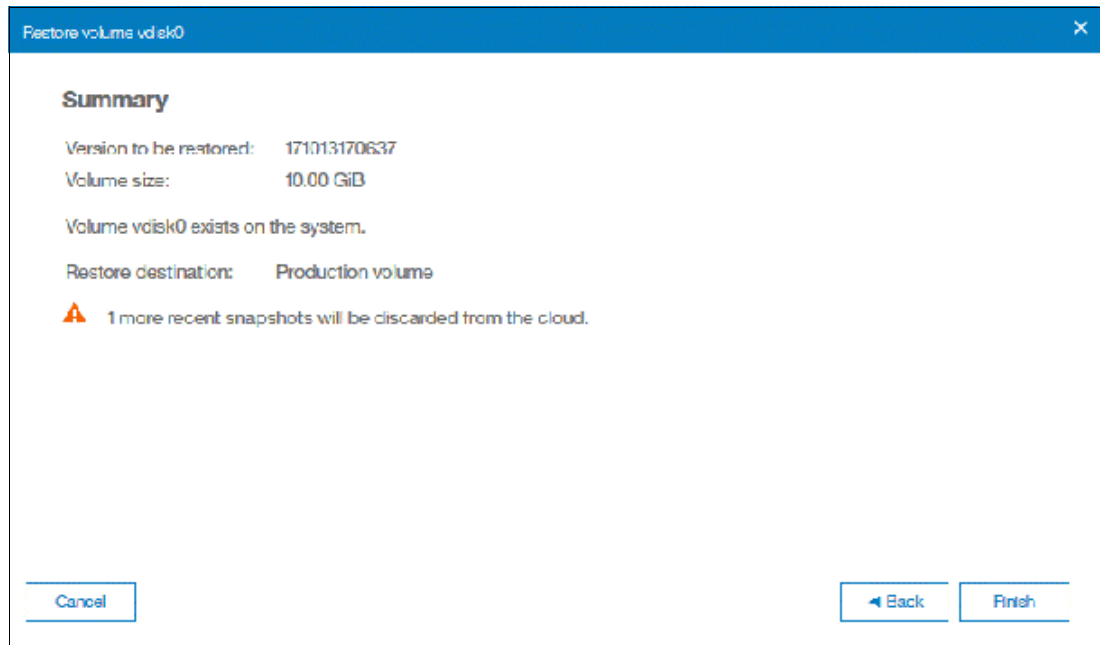 Restore volume vdisk0
Summary
Version to be restored: 171013170637
Volume size: 10.00 GiB
Volume vdisk0 exists on the system.
Restore destination: Production volume
1 more recent snapshots will be discarded from the cloud.
Cancel
Back
Finish